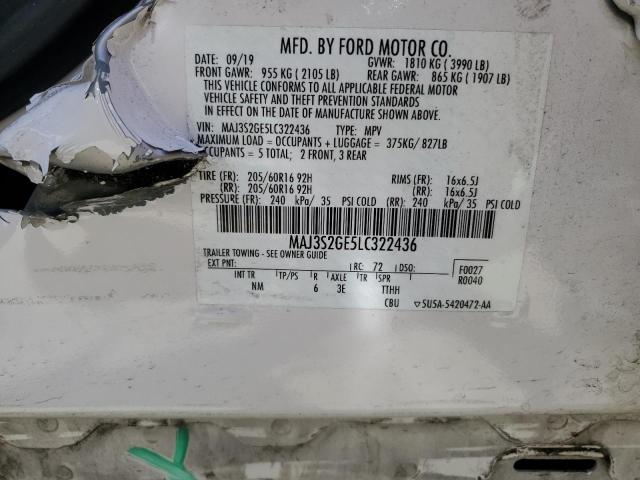 MFD. BY FORD MOTOR CO.
DATE: 09/19 GVWR: 1810 KG ( 3990 LB)
FRONT GAWR: 955 KG ( 2105 LB) REAR GAWR: 865 KG ( 1907 LB)
THIS VEHICLE CONFORMS TO ALL APPLICABLE FEDERAL MOTOR
VEHICLE SAFETY AND THEFT PREVENTION STANDARDS
IN EFFECT ON THE DATE OF MANUFACTURE SHOWN ABOVE.
VIN: MAJ3S2GE5LC322436 TYPE: MPV
MAXIMUM LOAD = OCCUPANTS + LUGGAGE = 375KG/ 827LB
OCCUPANTS = 5 TOTAL; 2 FRONT, 3 REAR
TIRE (FR): 205/60R16 92H RIMS (FR): 16x6.5J
(RR): 205/60R16 92H (RR): 16x6.5J
PRESSURE (FR): 240 kPa/ 35 PSI COLD (RR): 240 kPa/ 35 PSI COLD
MAJ3S2GE5LC322436
TRAILER TOWING - SEE OWNER GUIDE
EXT PNT: RC: 72 DSO: F0027
R0040
INT TR TP/PS R AXLE TR SPR
NM 6 3E TTHH
CBU 5U5A-5420472-AA
Y